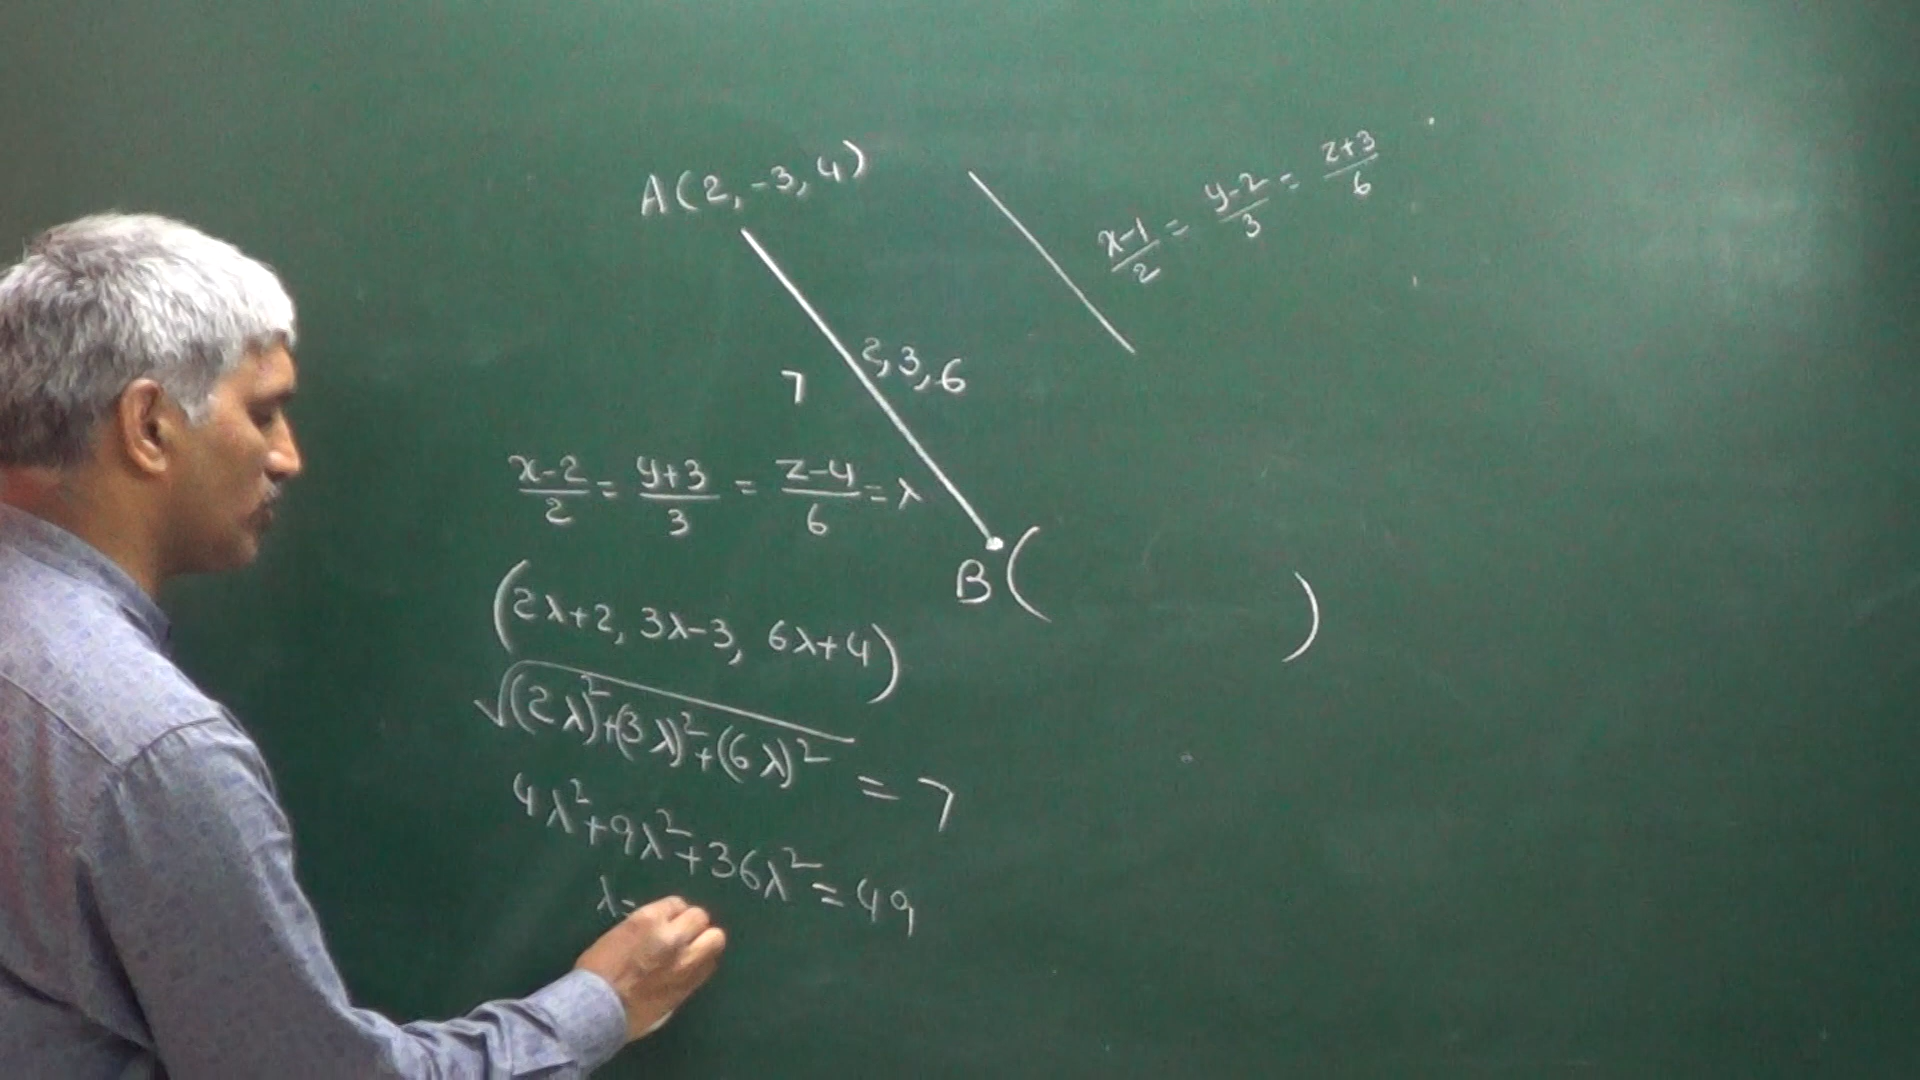 A(2, -3, 4)
x-1/2 = y-2/3 = z+3/6
7
2, 3, 6
x-2/2 = y+3/3 = z-4/6 = λ
B( )
(2λ+2, 3λ-3, 6λ+4)
√(2λ)²+(3λ)²+(6λ)² = 7
4λ²+9λ²+36λ² = 49
λ=